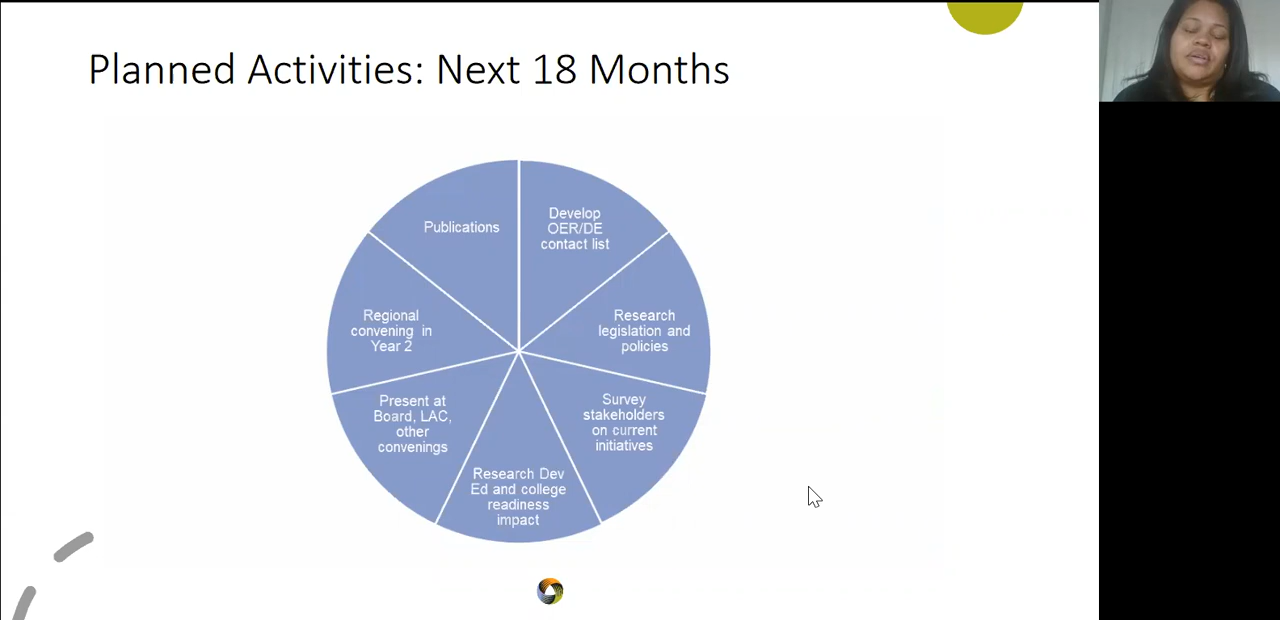 Planned Activities: Next 18 Months
Develop
OER/DE
contact list
Research
legislation and
policies
Survey
stakeholders
on current
initiatives
Research Dev
Ed and college
readiness
impact
Present at
Board, LAC,
other
convenings
Regional
convening in
Year 2
Publications